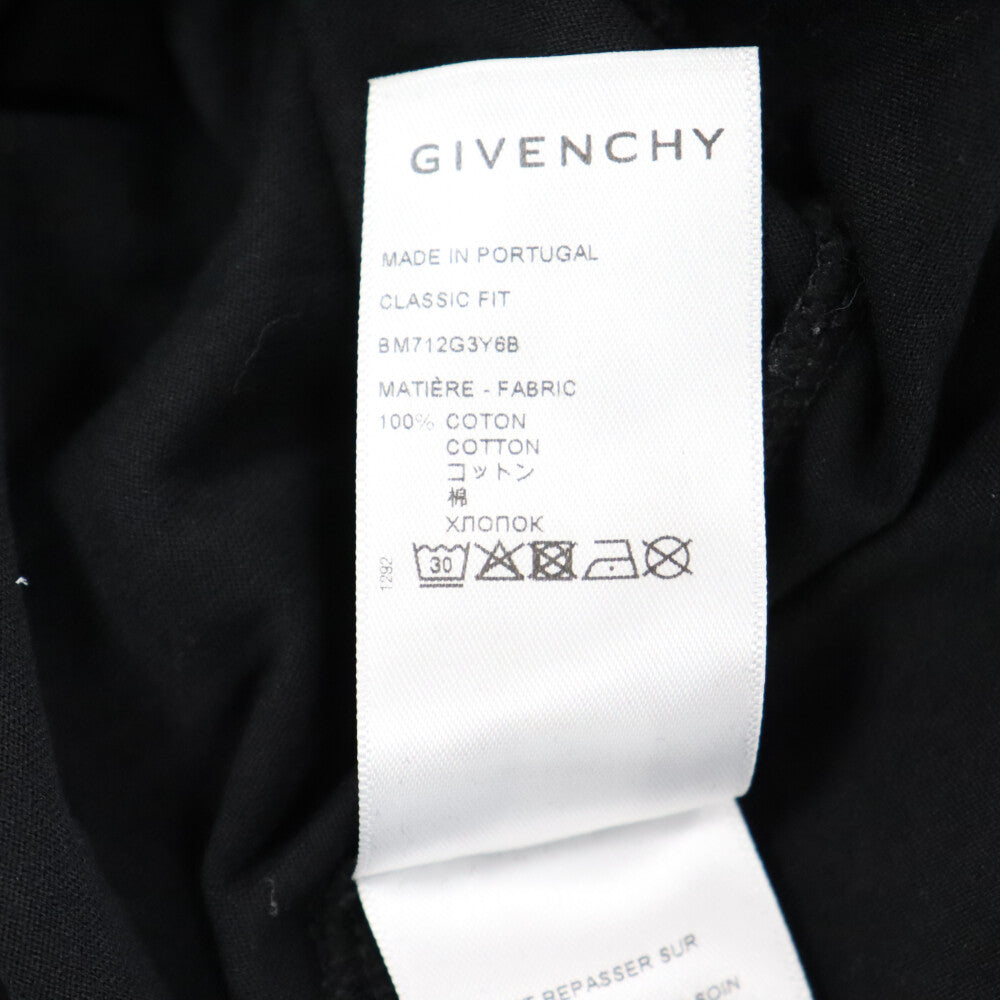 GIVENCHY
MADE IN PORTUGAL
CLASSIC FIT
BM712G3Y6B
MATIÈRE - FABRIC
100% COTON
COTTON
コットン
棉
ХЛОПОК
1292
30
REPASSER SUR
SOIN